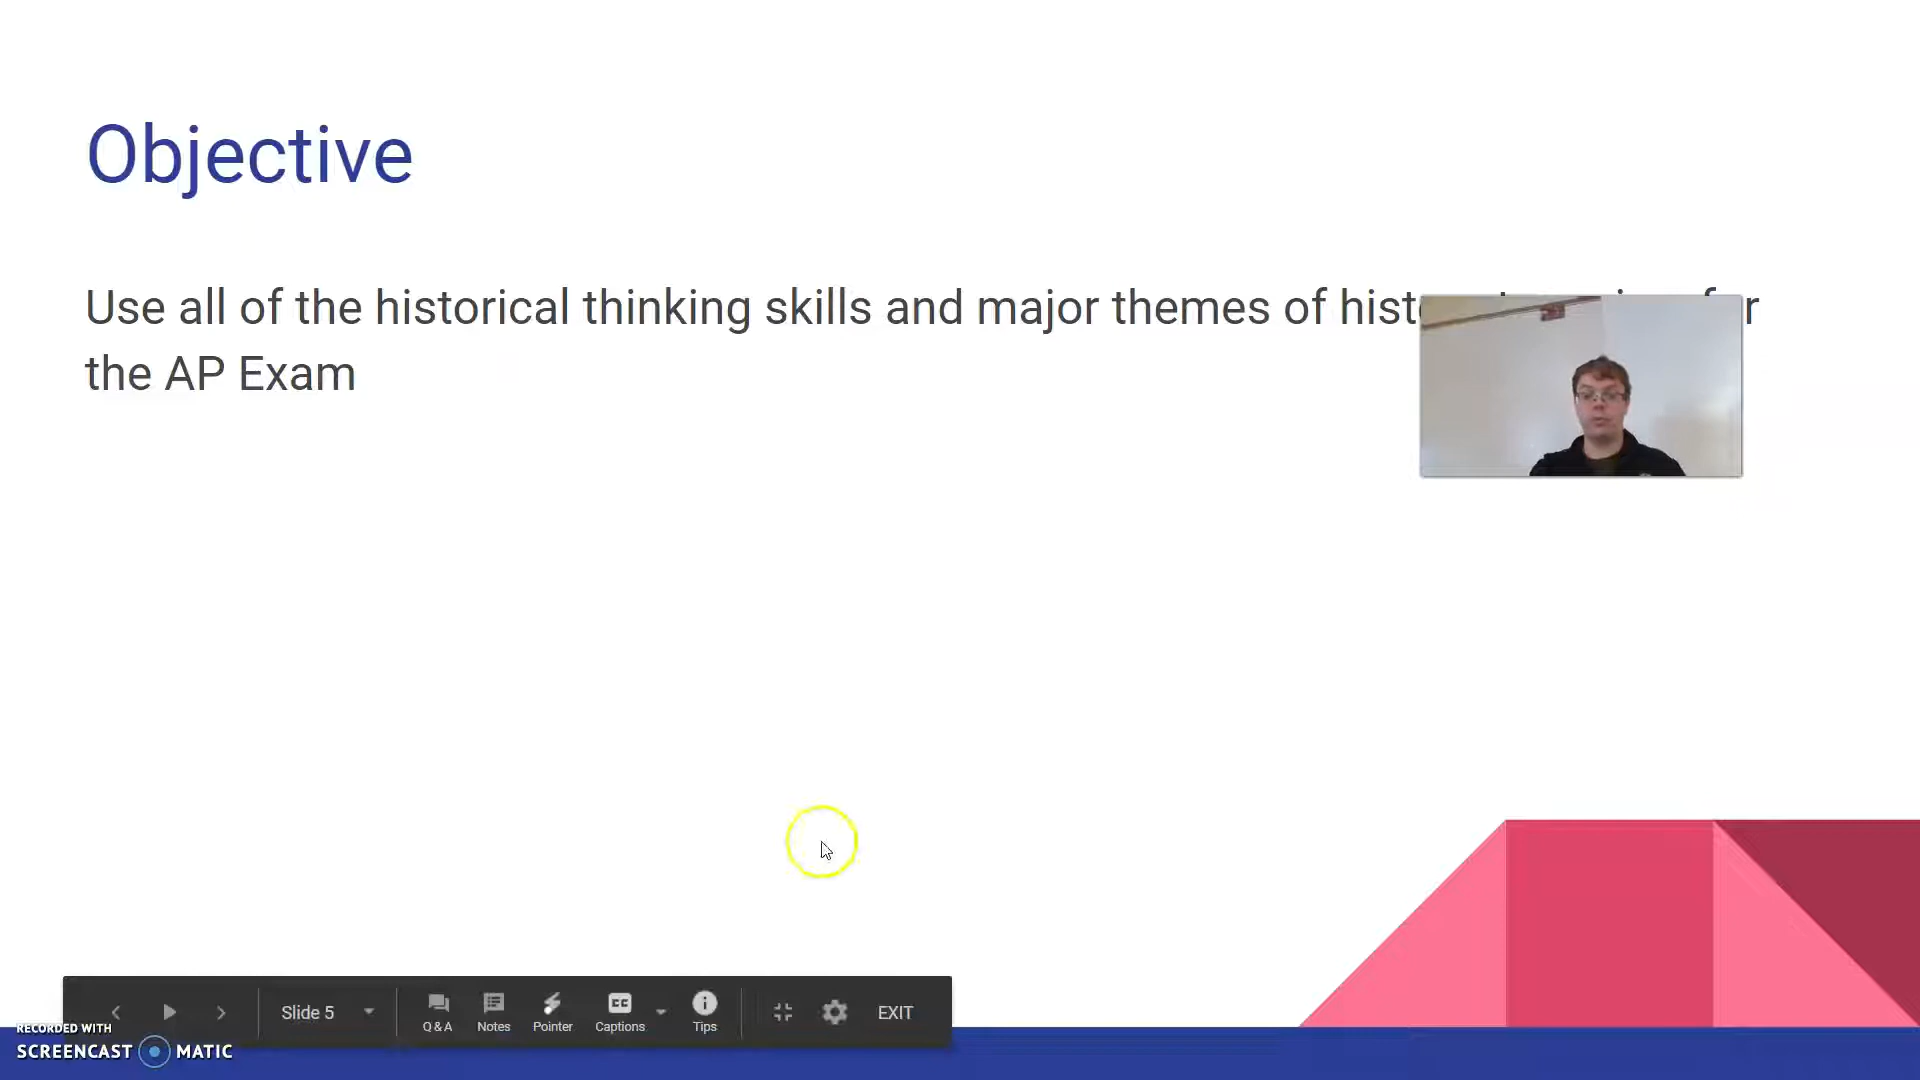 Objective
Use all of the historical thinking skills and major themes of
the AP Exam
Slide 5
Q & A
Notes
Pointer
CC
Captions
Tips
EXIT
RECORDED WITH
SCREENCAST MATIC